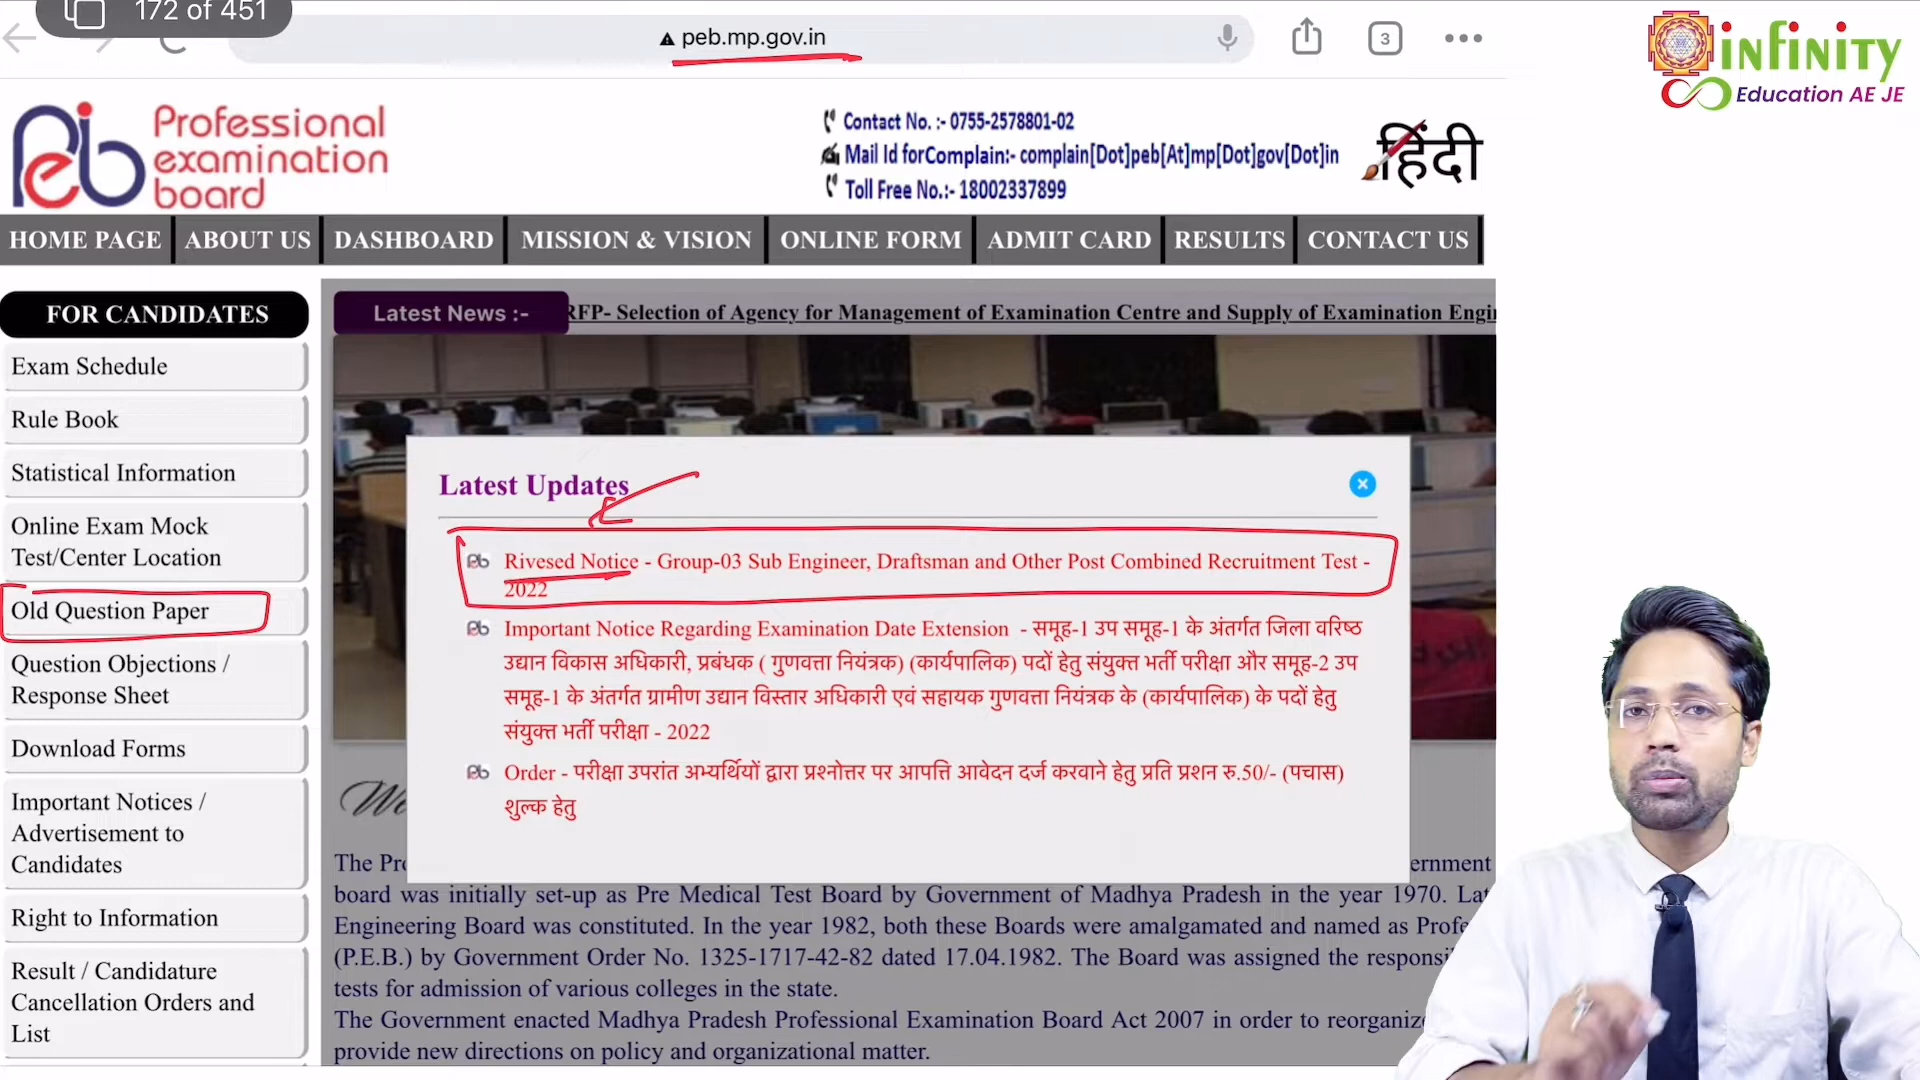 172 of 451
peb.mp.gov.in
3
infinity
Education AE JE
Peb Professional
examination
board
Contact No. :- 0755-2578801-02
Mail Id forComplain:- complain[Dot]peb[At]mp[Dot]gov[Dot]in
Toll Free No.:- 18002337899
हिंदी
HOME PAGE ABOUT US DASHBOARD MISSION & VISION ONLINE FORM ADMIT CARD RESULTS CONTACT US
FOR CANDIDATES
Exam Schedule
Rule Book
Statistical Information
Online Exam Mock
Test/Center Location
Old Question Paper
Question Objections /
Response Sheet
Download Forms
Important Notices /
Advertisement to
Candidates
Right to Information
Result / Candidature
Cancellation Orders and
List
Latest News :- RFP- Selection of Agency for Management of Examination Centre and Supply of Examination
Latest Updates
Peb Rivesed Notice - Group-03 Sub Engineer, Draftsman and Other Post Combined Recruitment Test -
2022
Peb Important Notice Regarding Examination Date Extension - समूह-1 उप समूह-1 के अंतर्गत जिला वरिष्ठ
उद्यान विकास अधिकारी, प्रबंधक ( गुणवत्ता नियंत्रक) (कार्यपालिक) पदों हेतु संयुक्त भर्ती परीक्षा और समूह-2 उप
समूह-1 के अंतर्गत ग्रामीण उद्यान विस्तार अधिकारी एवं सहायक गुणवत्ता नियंत्रक के (कार्यपालिक) के पदों हेतु
संयुक्त भर्ती परीक्षा - 2022
Peb Order - परीक्षा उपरांत अभ्यर्थियों द्वारा प्रश्नोत्तर पर आपत्ति आवेदन दर्ज करवाने हेतु प्रति प्रशन रु.50/- (पचास)
शुल्क हेतु
The
board was initially set-up as Pre Medical Test Board by Government of Madhya Pradesh in the year 1970.
Engineering Board was constituted. In the year 1982, both these Boards were amalgamated and named as
(P.E.B.) by Government Order No. 1325-1717-42-82 dated 17.04.1982. The Board was assigned the
tests for admission of various colleges in the state.
The Government enacted Madhya Pradesh Professional Examination Board Act 2007 in order to
provide new directions on policy and organizational matter.